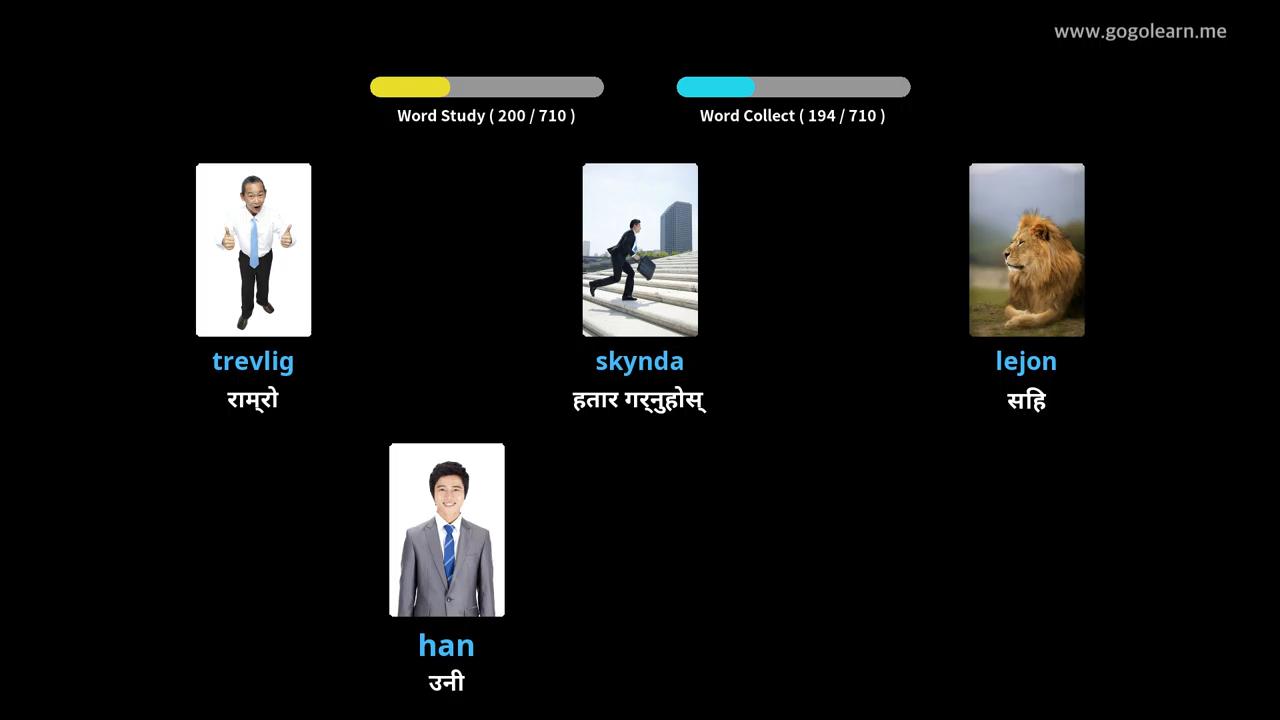 www.gogolearn.me
Word Study ( 200 / 710 )
Word Collect ( 194 / 710 )
trevlig
राम्रो
skynda
हतार गर्नुहोस्
lejon
सहि
han
उनी